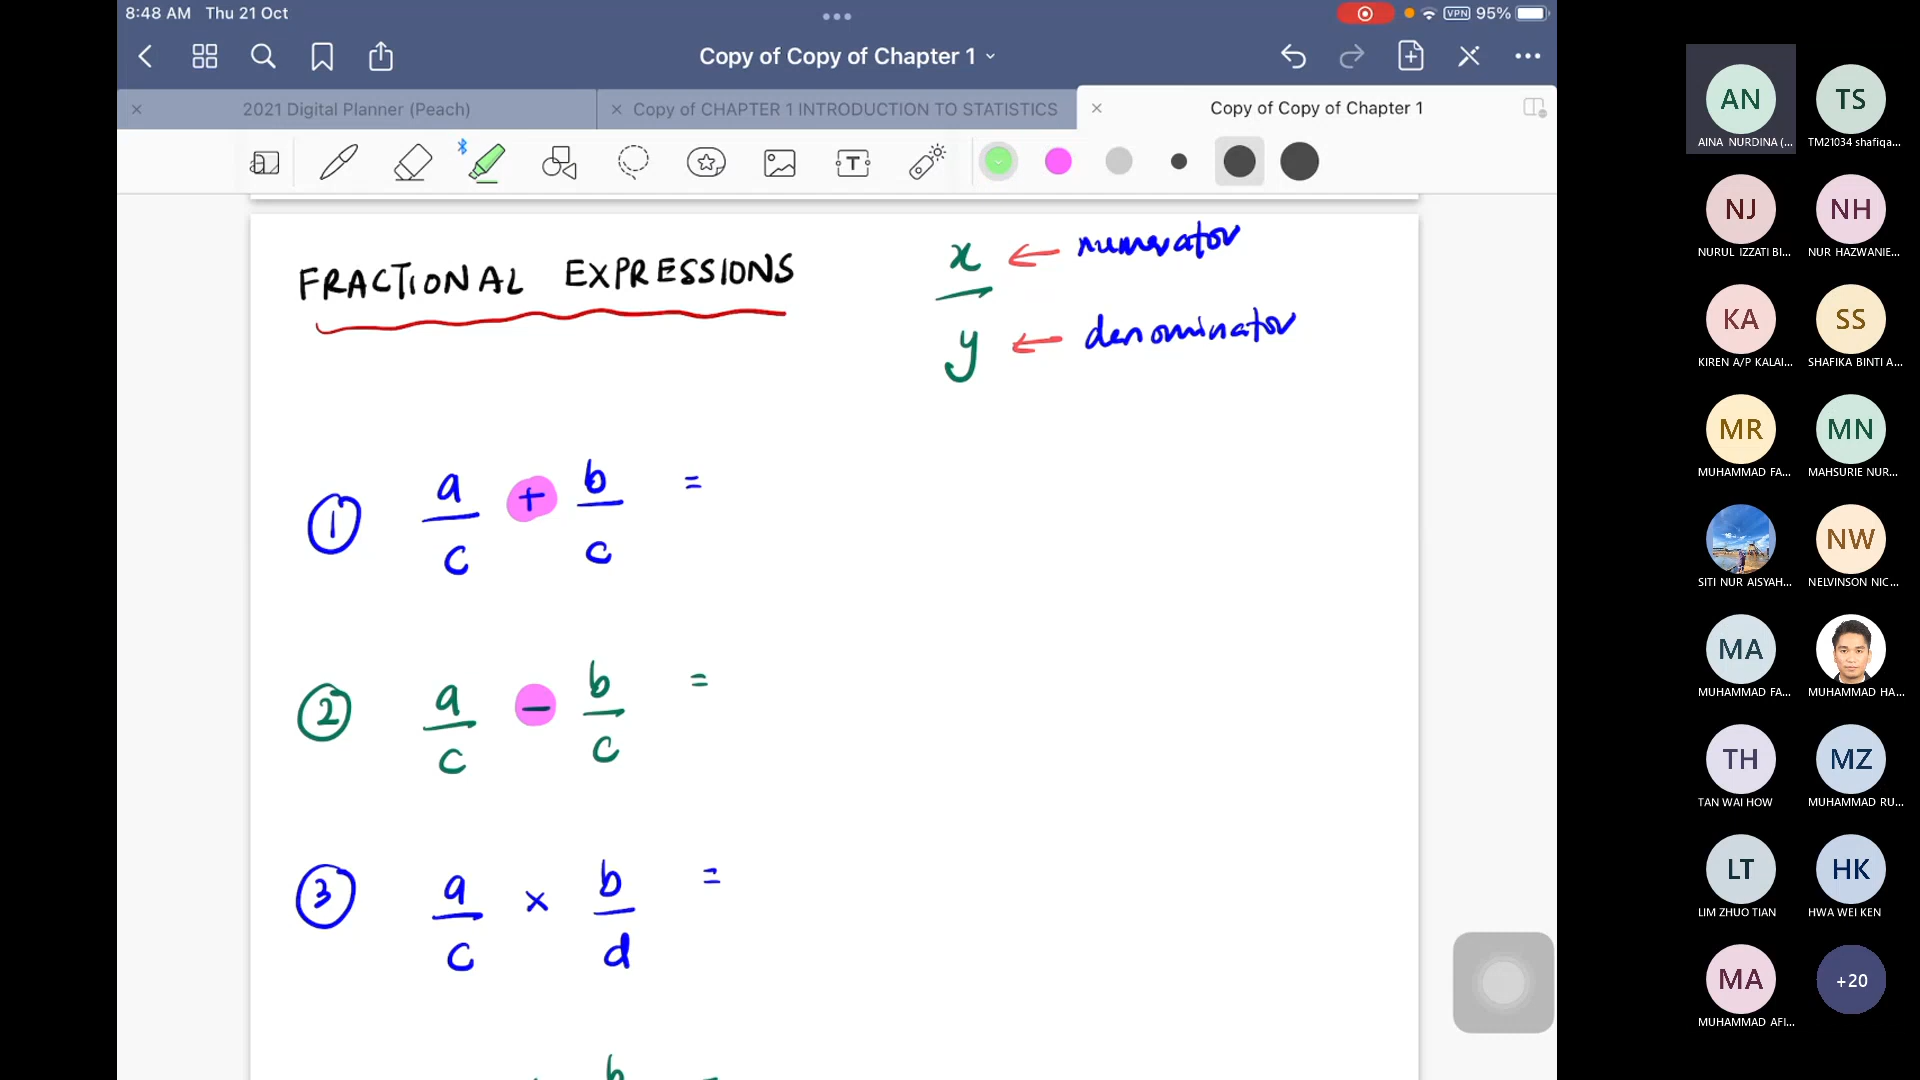 8:48 AM Thu 21 Oct
VPN 95%
Copy of Copy of Chapter 1
2021 Digital Planner (Peach)
Copy of CHAPTER 1 INTRODUCTION TO STATISTICS
Copy of Copy of Chapter 1
T
FRACTIONAL EXPRESSIONS
x ← numerator
y ← denominator
① a/c + b/c =
② a/c - b/c =
③ a/c × b/d =
b =
AN TS
AINA NURDINA (... TM21034 shafiqa...
NJ NH
NURUL IZZATI BI... NUR HAZWANIE...
KA SS
KIREN A/P KALAI... SHAFIKA BINTI A...
MR MN
MUHAMMAD FA... MAHSURIE NUR...
NW
SITI NUR AISYAH... NELVINSON NIC...
MA
MUHAMMAD FA... MUHAMMAD HA...
TH MZ
TAN WAI HOW MUHAMMAD RU...
LT HK
LIM ZHUO TIAN HWA WEI KEN
MA +20
MUHAMMAD AFI...